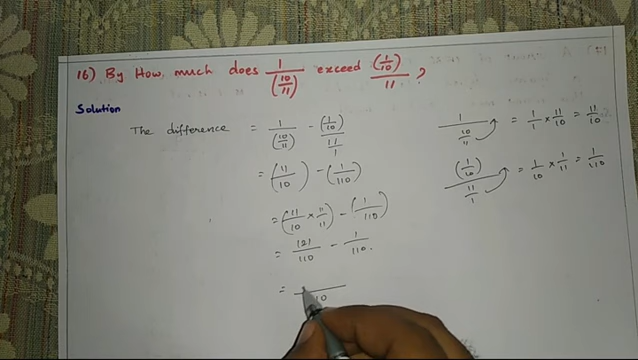 16) By How much does 1/(10/11) exceed (1/10)/11 ?
Solution
The difference = 1/(10/11) - (1/10)/(11/1)
= (11/10) - (1/110)
= (11/10 × 11/11) - (1/110)
= 121/110 - 1/110.
=
1/(10/11) = 1/1 × 11/10 = 11/10
(1/10)/(11/1) = 1/10 × 1/11 = 1/110